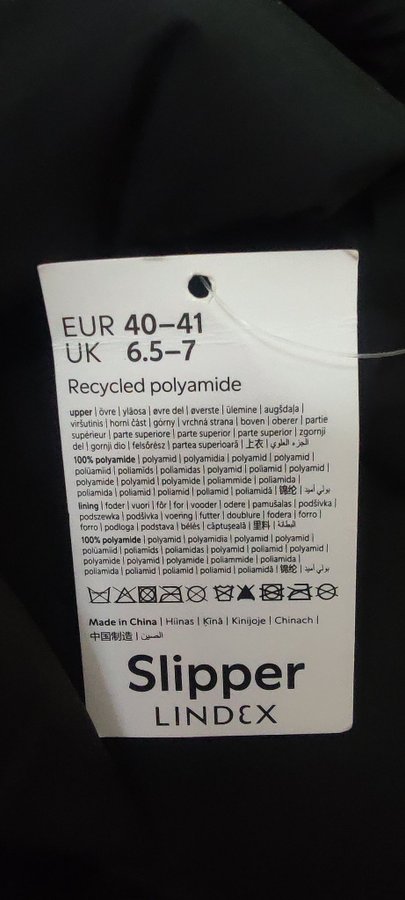 EUR 40–41
UK 6.5–7
Recycled polyamide
upper | övre | yläosa | øvre del | øverste | ülemine | augšdaļa |
viršutinis | horní část | górny | vrchná strana | boven | oberer | partie
supérieur | parte superiore | parte superior | parte superior | zgornji
del | gornji dio | felsőrész | partea superioară | 上衣 | الجزء العلوي
100% polyamide | polyamid | polyamidia | polyamid | polyamid |
polüamiid | poliamīds | poliamidas | polyamid | poliamid | polyamid |
polyamide | polyamid | polyamide | poliammide | poliamida |
poliamida | poliamid | poliamid | poliamid | poliamidă | 锦纶 | بولي أميد
lining | foder | vuori | fôr | for | vooder | odere | pamušalas | podšívka |
podszewka | podšívka | voering | futter | doublure | fodera | forro |
forro | podloga | podstava | bélés | căptuşeală | 里料 | البطانة
100% polyamide | polyamid | polyamidia | polyamid | polyamid |
polüamiid | poliamīds | poliamidas | polyamid | poliamid | polyamid |
polyamide | polyamid | polyamide | poliammide | poliamida |
poliamida | poliamid | poliamid | poliamid | poliamidă | 锦纶 | بولي أميد
Made in China | Hiinas | Ķīnā | Kinijoje | Chinach |
中国制造 | الصين
Slipper
LINDEX